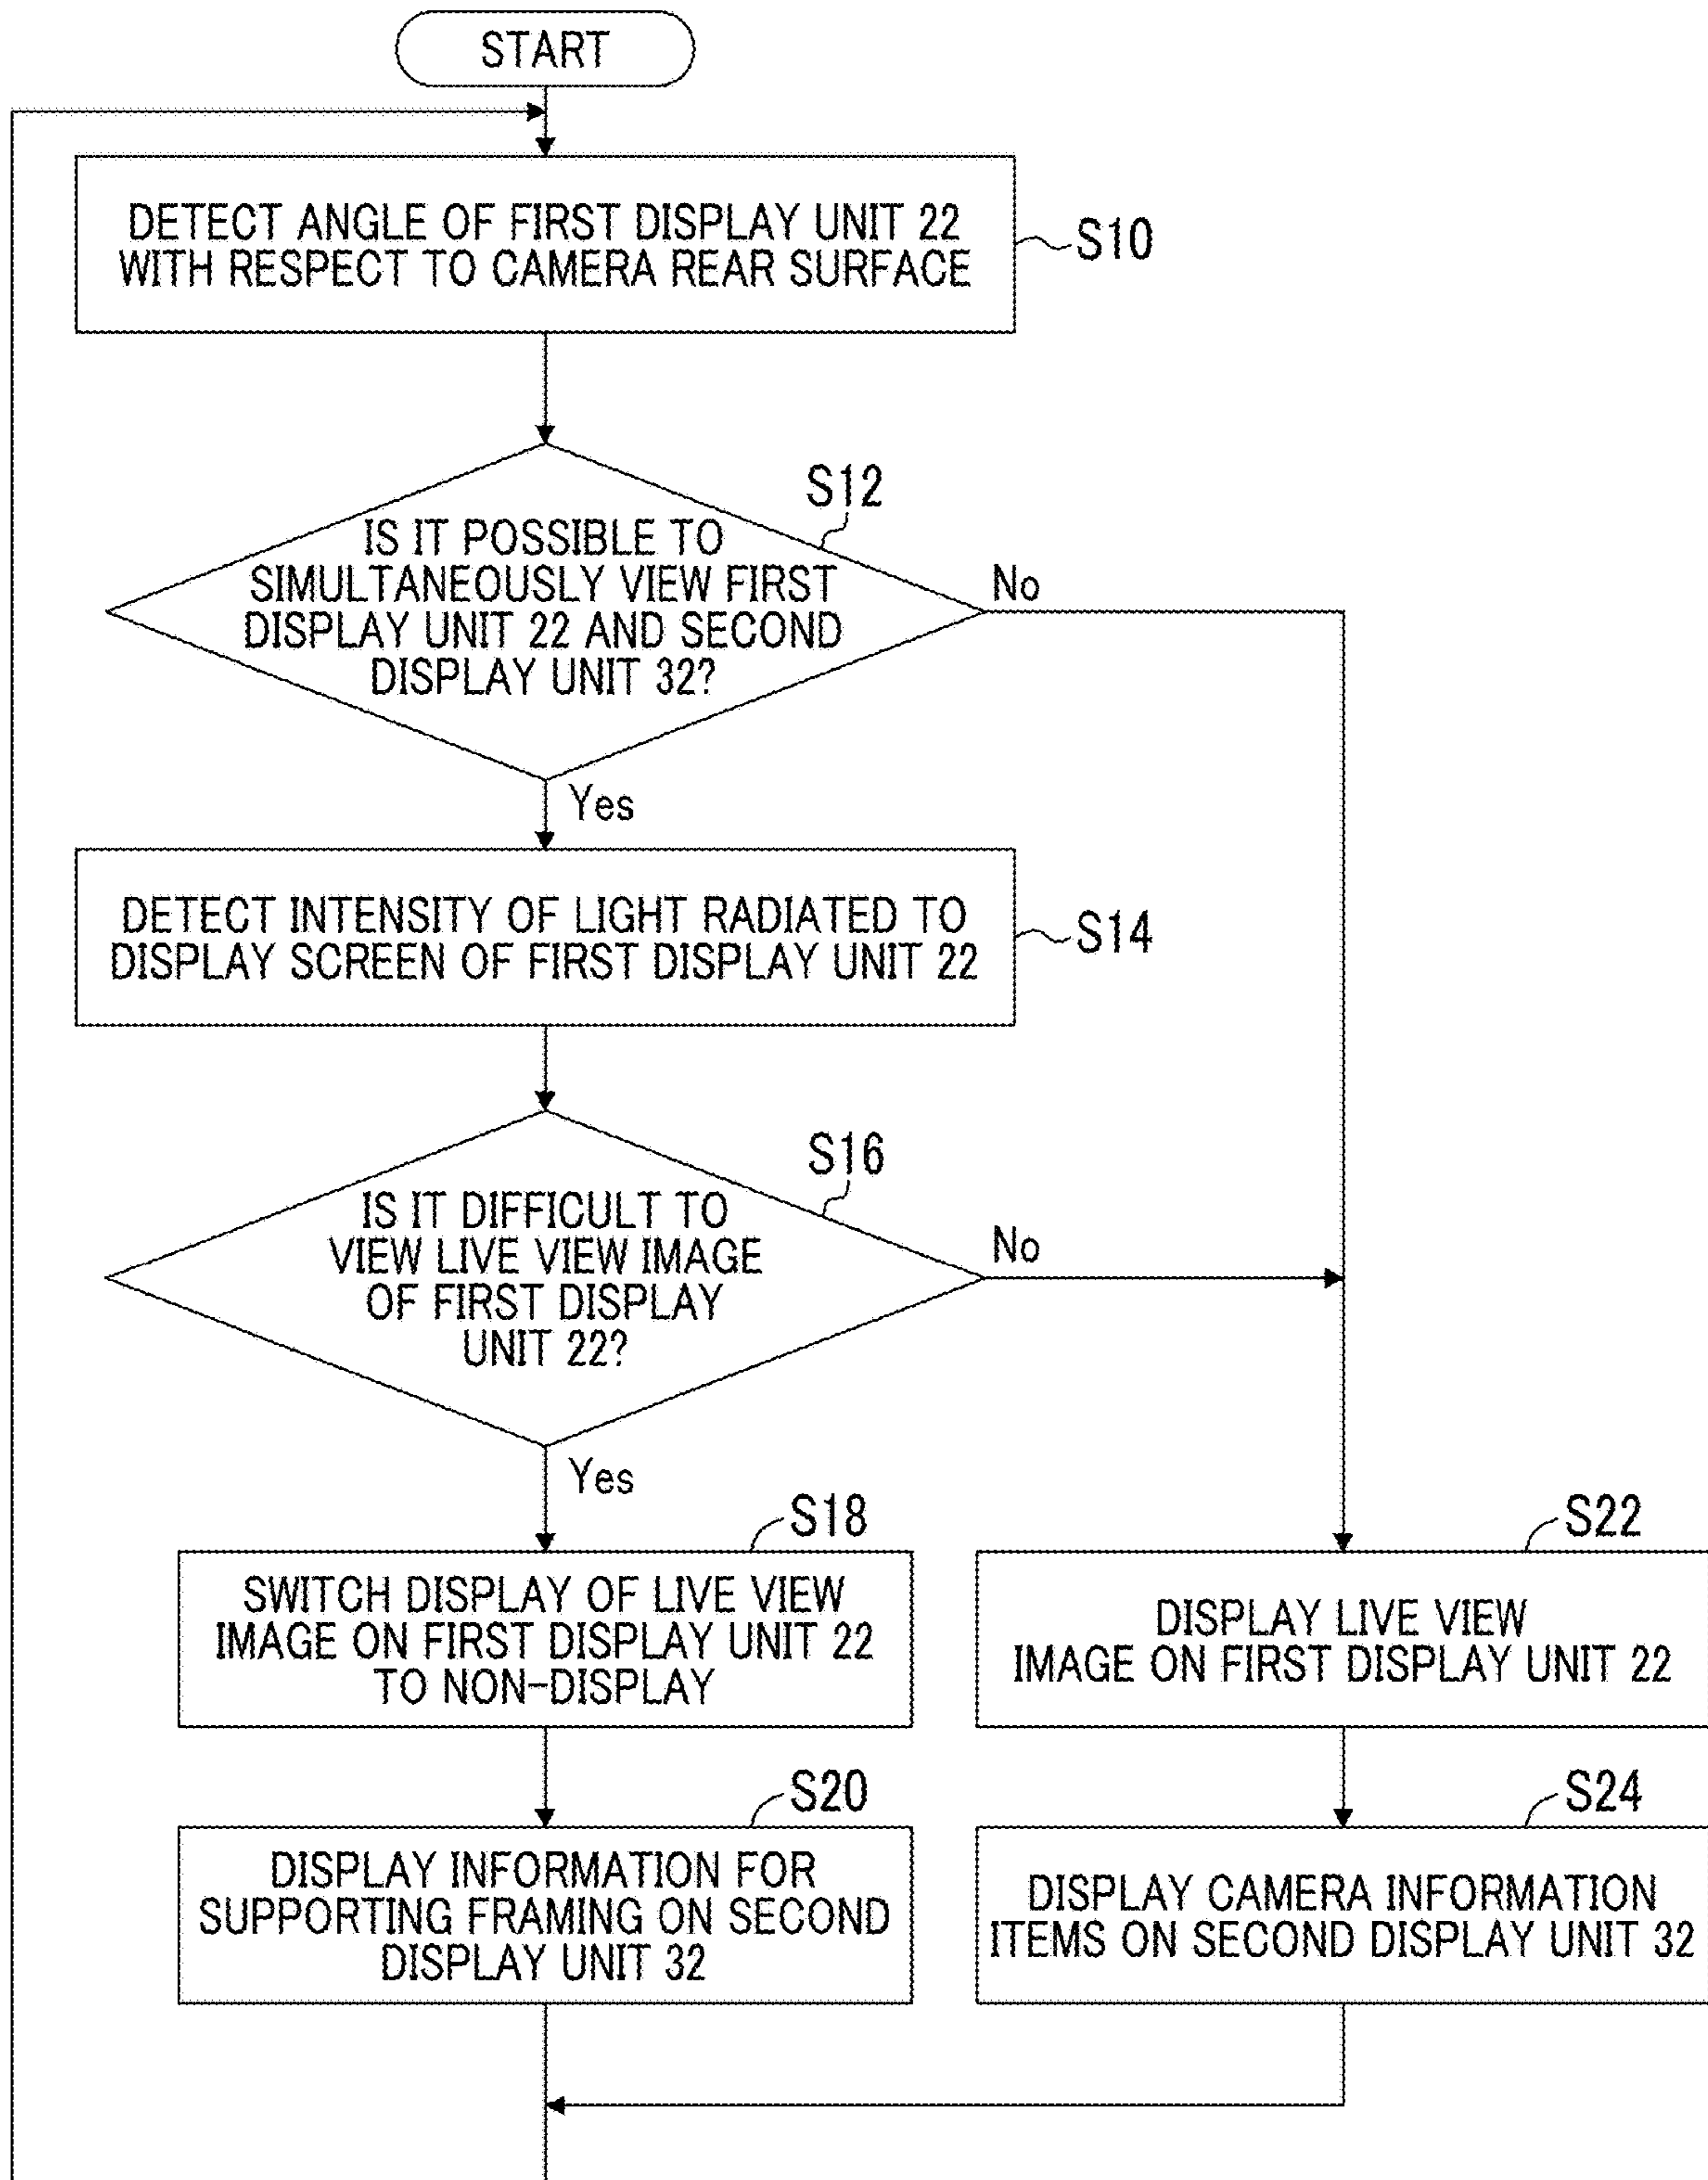 START
DETECT ANGLE OF FIRST DISPLAY UNIT 22
WITH RESPECT TO CAMERA REAR SURFACE
S10
S12
IS IT POSSIBLE TO
SIMULTANEOUSLY VIEW FIRST
DISPLAY UNIT 22 AND SECOND
DISPLAY UNIT 32?
No
Yes
DETECT INTENSITY OF LIGHT RADIATED TO
DISPLAY SCREEN OF FIRST DISPLAY UNIT 22
S14
S16
IS IT DIFFICULT TO
VIEW LIVE VIEW IMAGE
OF FIRST DISPLAY
UNIT 22?
No
Yes
S18
SWITCH DISPLAY OF LIVE VIEW
IMAGE ON FIRST DISPLAY UNIT 22
TO NON-DISPLAY
S22
DISPLAY LIVE VIEW
IMAGE ON FIRST DISPLAY UNIT 22
S20
DISPLAY INFORMATION FOR
SUPPORTING FRAMING ON SECOND
DISPLAY UNIT 32
S24
DISPLAY CAMERA INFORMATION
ITEMS ON SECOND DISPLAY UNIT 32